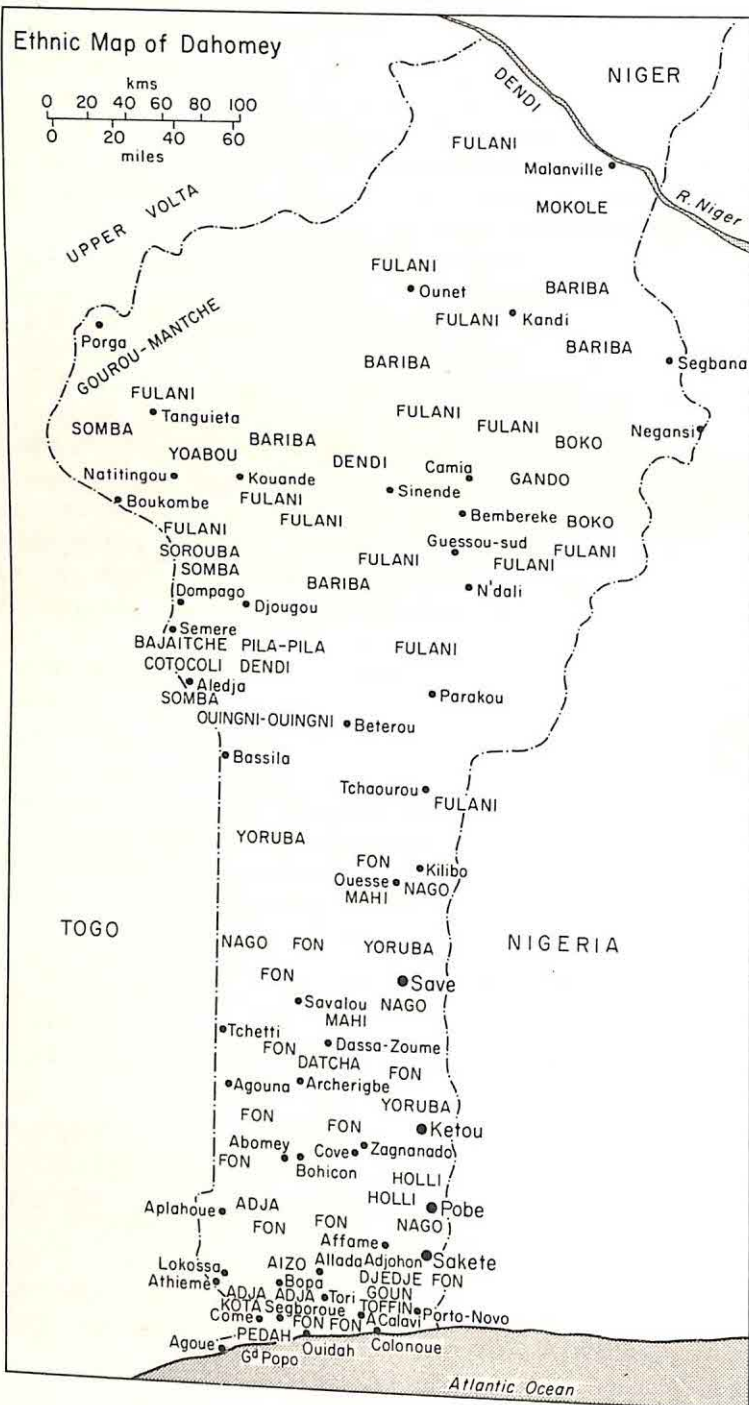 Ethnic Map of Dahomey
kms
0 20 40 60 80 100
0 20 40 60
miles
NIGER
DENDI
FULANI
Malanville
R. Niger
MOKOLE
UPPER VOLTA
FULANI
Ounet
BARIBA
FULANI
Kandi
Porga
GOUROU-MANTCHE
BARIBA
BARIBA
Segbana
FULANI
Tanguieta
FULANI
FULANI
SOMBA
BARIBA
BOKO
Negansi
YOABOU
DENDI
Camia
GANDO
Natitingou
Kouande
Sinende
Boukombe
FULANI
FULANI
Bembereke
BOKO
FULANI
Guessou-sud
SOROUBA
FULANI
FULANI
FULANI
SOMBA
BARIBA
N'dali
Dompago
Djougou
Semere
BAJAITCHE PILA-PILA
FULANI
COTOCOLI DENDI
Aledja
SOMBA
Parakou
OUINGNI-OUINGNI
Beterou
Bassila
Tchaourou
FULANI
YORUBA
FON
Kilibo
Ouesse
NAGO
MAHI
TOGO
NIGERIA
NAGO FON YORUBA
FON
Save
Savalou
NAGO
MAHI
Tchetti
Dassa-Zoume
FON
DATCHA
FON
Agouna
Archerigbe
YORUBA
FON
FON
Ketou
Abomey
Cove
Zagnanado
FON
Bohicon
HOLLI
HOLLI
Pobe
Aplahoue
ADJA
FON
FON
NAGO
Affame
Sakete
Lokossa
AIZO
Allada
Adjohon
Athieme
Bopa
DJEDJE FON
ADJA ADJA
Tori
GOUN
KOTA
Segboroue
TOFFIN
Porto-Novo
Come
FON FON
ACalavi
PEDAH
Agoue
Gd Popo
Ouidah
Colonoue
Atlantic Ocean